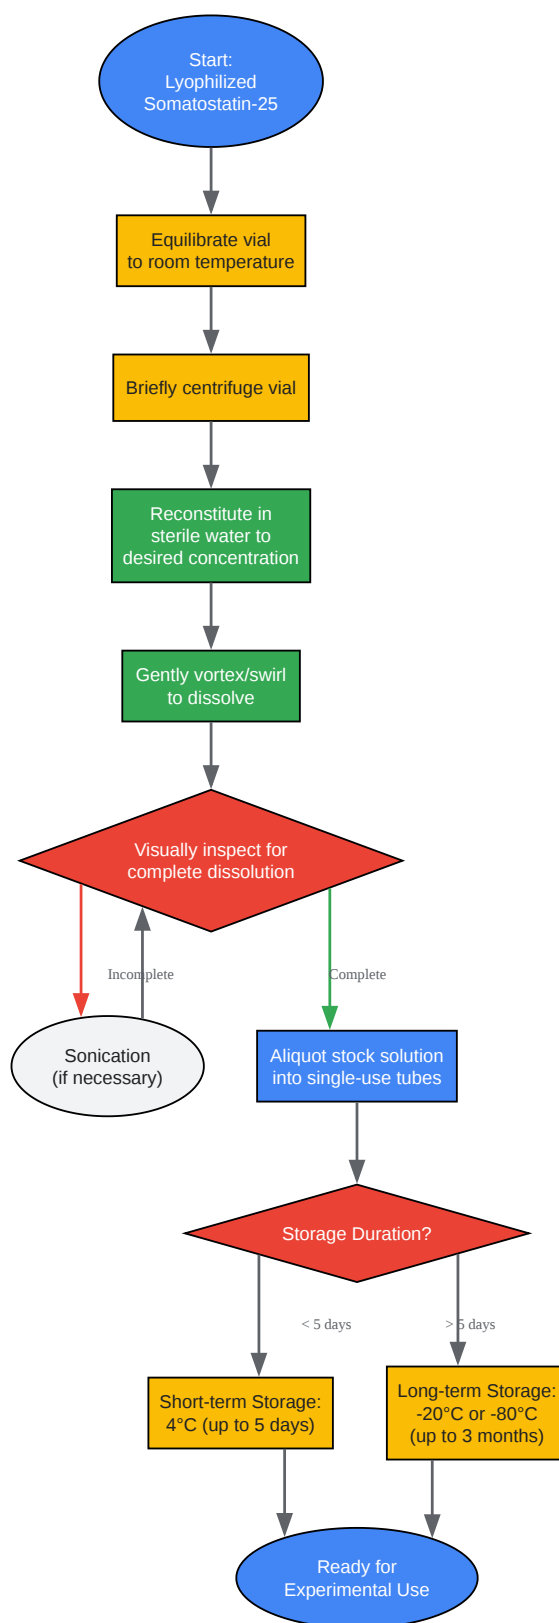 Start:
Lyophilized
Somatostatin-25
Equilibrate vial
to room temperature
Briefly centrifuge vial
Reconstitute in
sterile water to
desired concentration
Gently vortex/swirl
to dissolve
Visually inspect for
complete dissolution
Incomplete
Complete
Sonication
(if necessary)
Aliquot stock solution
into single-use tubes
Storage Duration?
< 5 days
> 5 days
Short-term Storage:
4°C (up to 5 days)
Long-term Storage:
-20°C or -80°C
(up to 3 months)
Ready for
Experimental Use